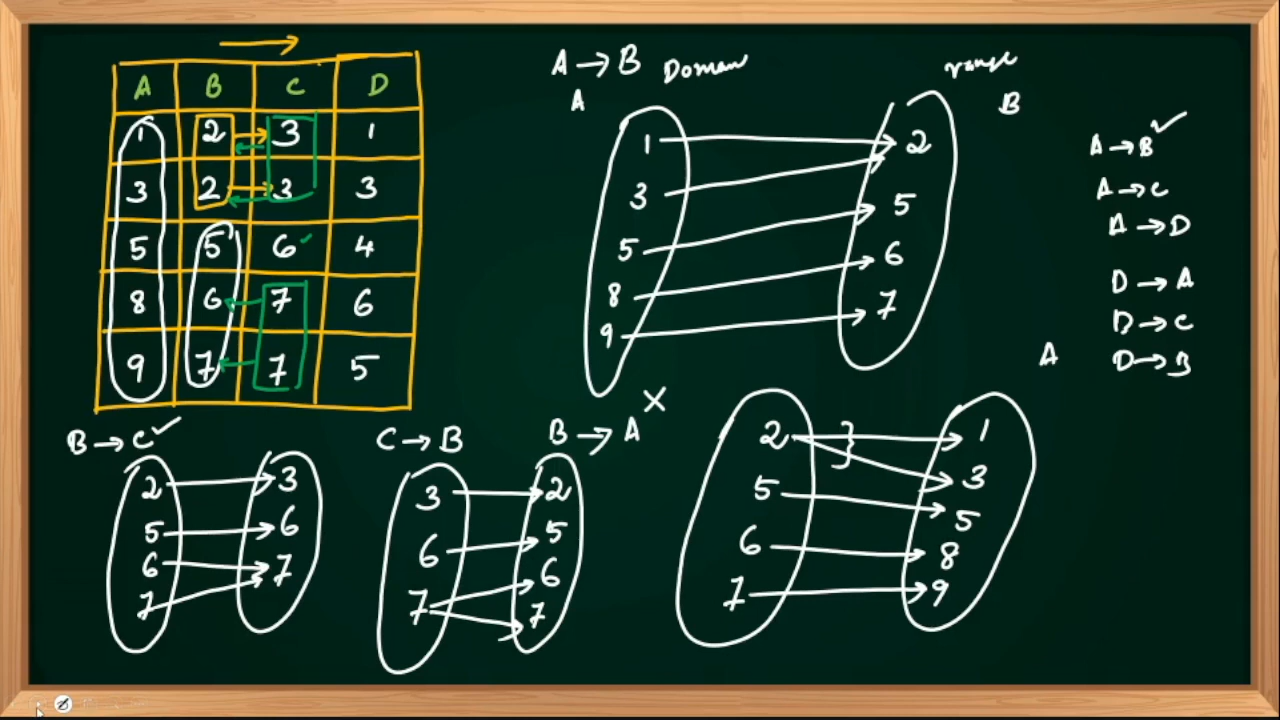 A B C D
1 2 3 1
3 2 3 3
5 5 6 4
8 6 7 6
9 7 7 5
A → B Domain range
A B
1 2
3 5
5 6
8 7
9
A → B ✓
A → C
A → D
D → A
B → C
D → B
B → C ✓
2 3
5 6
6 7
7
C → B
3 2
6 5
7 6
7
B → A ✗
A
2 1
5 3
6 5
7 8
9